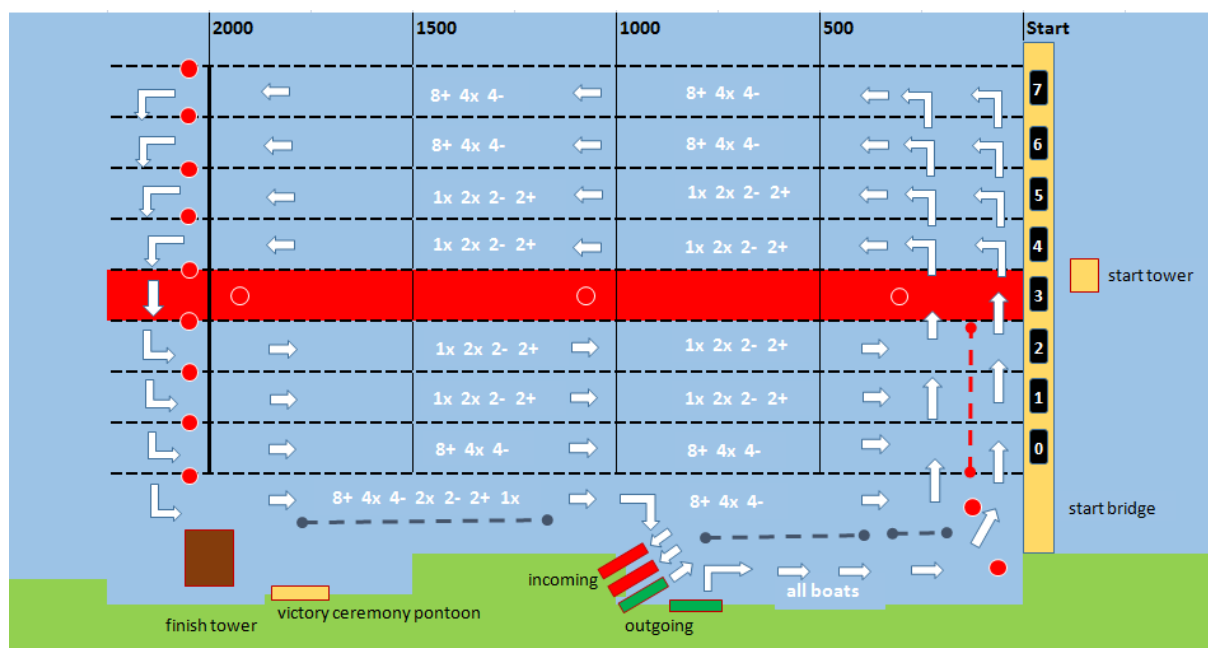 2000 1500 1000 500 Start
8+ 4x 4- 8+ 4x 4- 7
8+ 4x 4- 8+ 4x 4- 6
1x 2x 2- 2+ 1x 2x 2- 2+ 5
1x 2x 2- 2+ 1x 2x 2- 2+ 4
3 start tower
1x 2x 2- 2+ 1x 2x 2- 2+ 2
1x 2x 2- 2+ 1x 2x 2- 2+ 1
8+ 4x 4- 8+ 4x 4- 0
8+ 4x 4- 2x 2- 2+ 1x 8+ 4x 4- start bridge
incoming
all boats
victory ceremony pontoon
finish tower outgoing